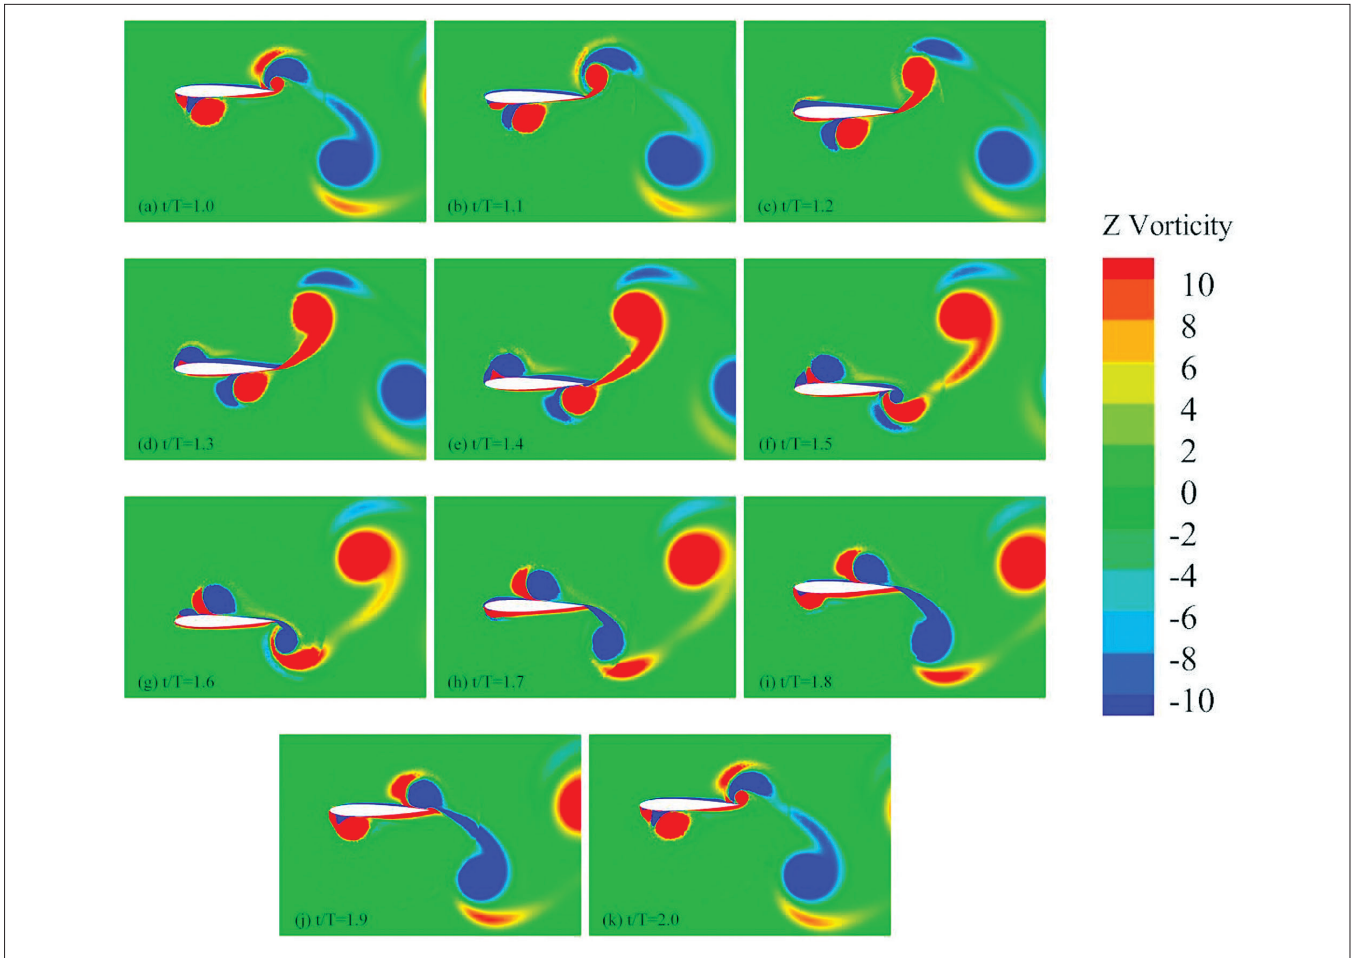 (a) t/T=1.0
(b) t/T=1.1
(c) t/T=1.2
Z Vorticity
10
8
6
4
2
0
-2
-4
-6
-8
-10
(d) t/T=1.3
(e) t/T=1.4
(f) t/T=1.5
(g) t/T=1.6
(h) t/T=1.7
(i) t/T=1.8
(j) t/T=1.9
(k) t/T=2.0